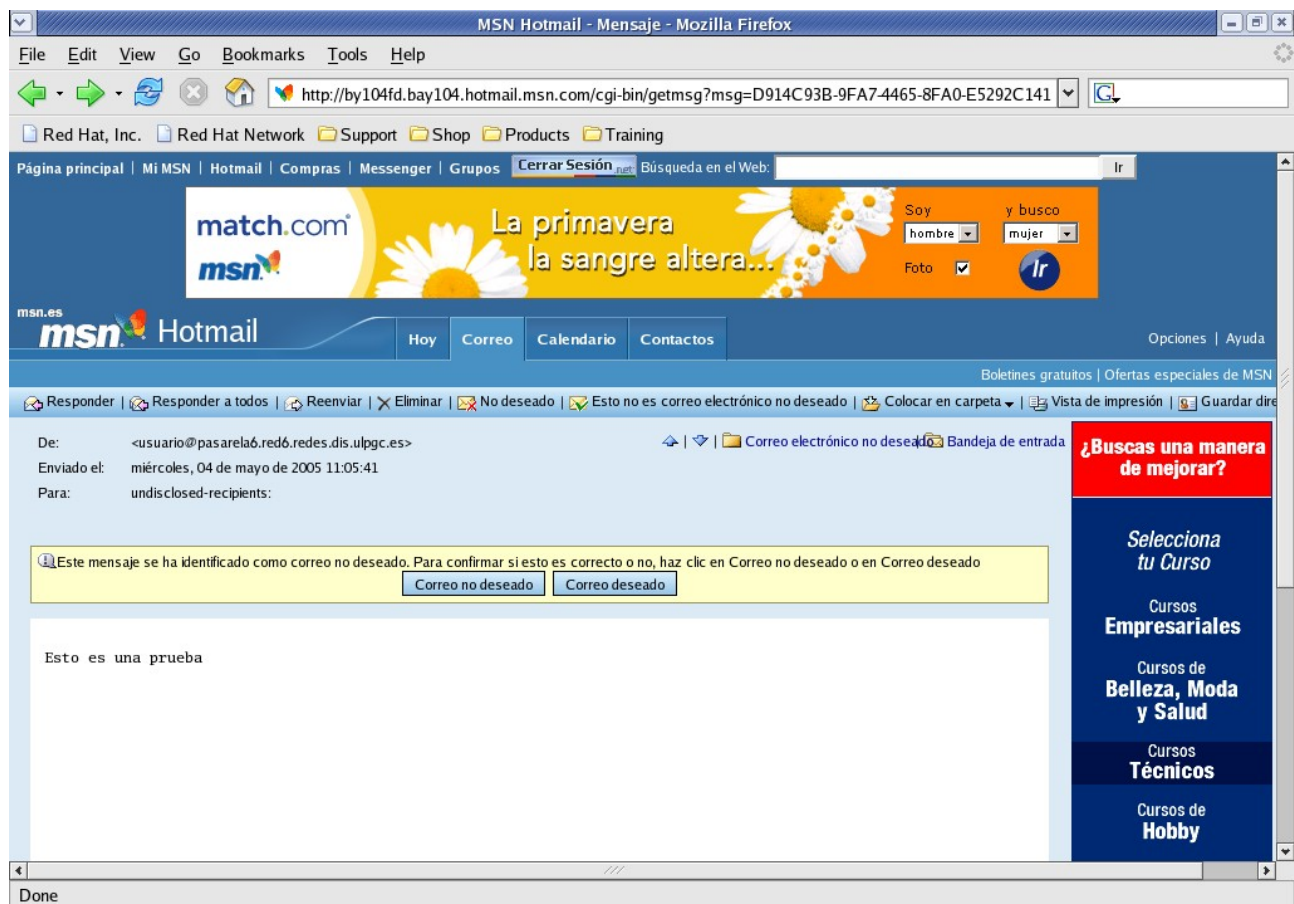 MSN Hotmail - Mensaje - Mozilla Firefox
File Edit View Go Bookmarks Tools Help
http://by104fd.bay104.hotmail.msn.com/cgi-bin/getmsg?msg=D914C93B-9FA7-4465-8FA0-E5292C141
G
Red Hat, Inc. Red Hat Network Support Shop Products Training
Página principal | Mi MSN | Hotmail | Compras | Messenger | Grupos Cerrar Sesión .net Búsqueda en el Web: Ir
match.com
msn
La primavera
la sangre altera...
Soy y busco
hombre mujer
Foto Ir
msn.es
msn Hotmail
Hoy Correo Calendario Contactos
Opciones | Ayuda
Boletines gratuitos | Ofertas especiales de MSN
Responder | Responder a todos | Reenviar | Eliminar | No deseado | Esto no es correo electrónico no deseado | Colocar en carpeta | Vista de impresión | Guardar dire
De: <usuario@pasarela6.red6.redes.dis.ulpgc.es>
| | Correo electrónico no deseado Bandeja de entrada
Enviado el: miércoles, 04 de mayo de 2005 11:05:41
Para: undisclosed-recipients:
Este mensaje se ha identificado como correo no deseado. Para confirmar si esto es correcto o no, haz clic en Correo no deseado o en Correo deseado
Correo no deseado Correo deseado
Esto es una prueba
¿Buscas una manera
de mejorar?
Selecciona
tu Curso
Cursos
Empresariales
Cursos de
Belleza, Moda
y Salud
Cursos
Técnicos
Cursos de
Hobby
Done